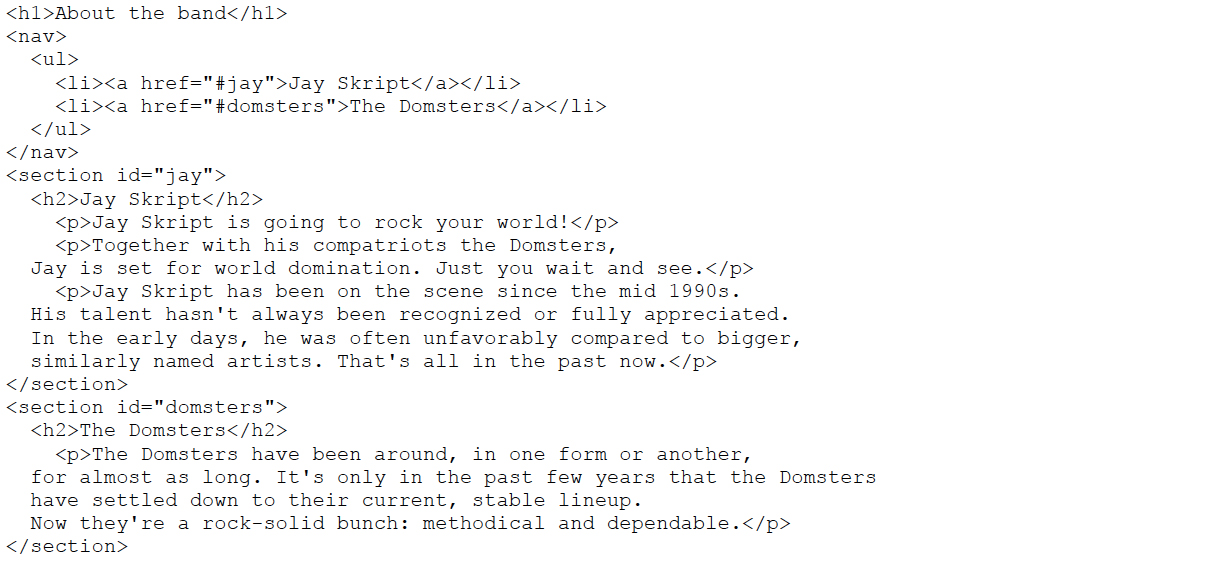 <h1>About the band</h1>
<nav>
  <ul>
    <li><a href="#jay">Jay Skript</a></li>
    <li><a href="#domsters">The Domsters</a></li>
  </ul>
</nav>
<section id="jay">
  <h2>Jay Skript</h2>
    <p>Jay Skript is going to rock your world!</p>
    <p>Together with his compatriots the Domsters,
  Jay is set for world domination. Just you wait and see.</p>
    <p>Jay Skript has been on the scene since the mid 1990s.
  His talent hasn't always been recognized or fully appreciated.
  In the early days, he was often unfavorably compared to bigger,
  similarly named artists. That's all in the past now.</p>
</section>
<section id="domsters">
  <h2>The Domsters</h2>
    <p>The Domsters have been around, in one form or another,
  for almost as long. It's only in the past few years that the Domsters
  have settled down to their current, stable lineup.
  Now they're a rock-solid bunch: methodical and dependable.</p>
</section>